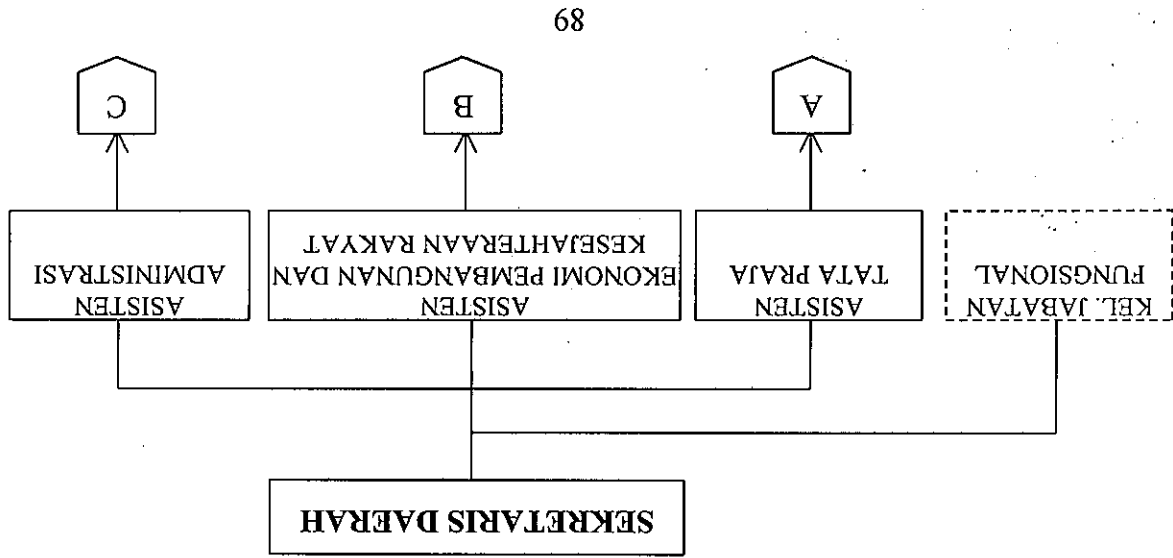 SEKRETARIS DAERAH
KEL. JABATAN
FUNGSIONAL
ASISTEN
TATA PRAJA
ASISTEN
EKONOMI PEMBANGUNAN DAN
KESEJAHTERAAN RAKYAT
ASISTEN
ADMINISTRASI
A
B
C
68